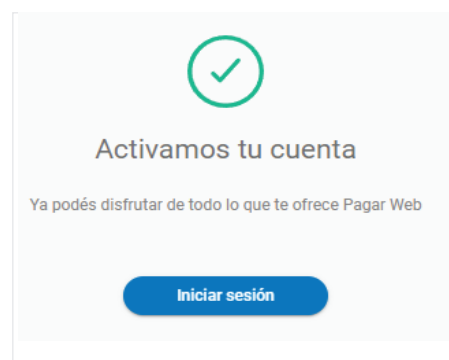 Activamos tu cuenta
Ya podés disfrutar de todo lo que te ofrece Pagar Web
Iniciar sesión